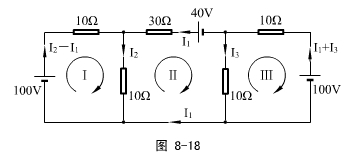 40V
10Ω 30Ω 10Ω
I₂−I₁ I₁ I₁+I₃
I₂ I₃
Ⅰ Ⅱ Ⅲ
100V 10Ω 10Ω 100V
I₁
图 8-18